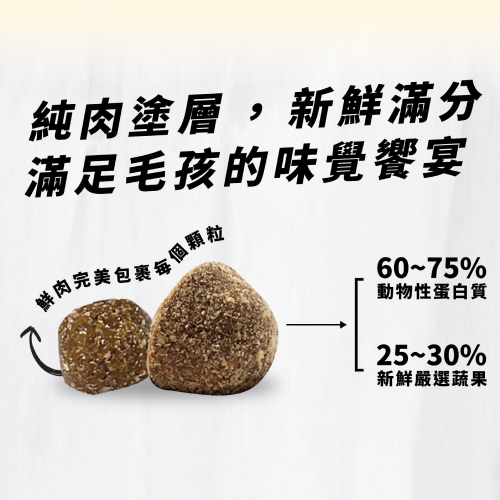 純肉塗層，新鮮滿分
滿足毛孩的味覺饗宴
鮮肉完美包裹每個顆粒
60~75%
動物性蛋白質
25~30%
新鮮嚴選蔬果